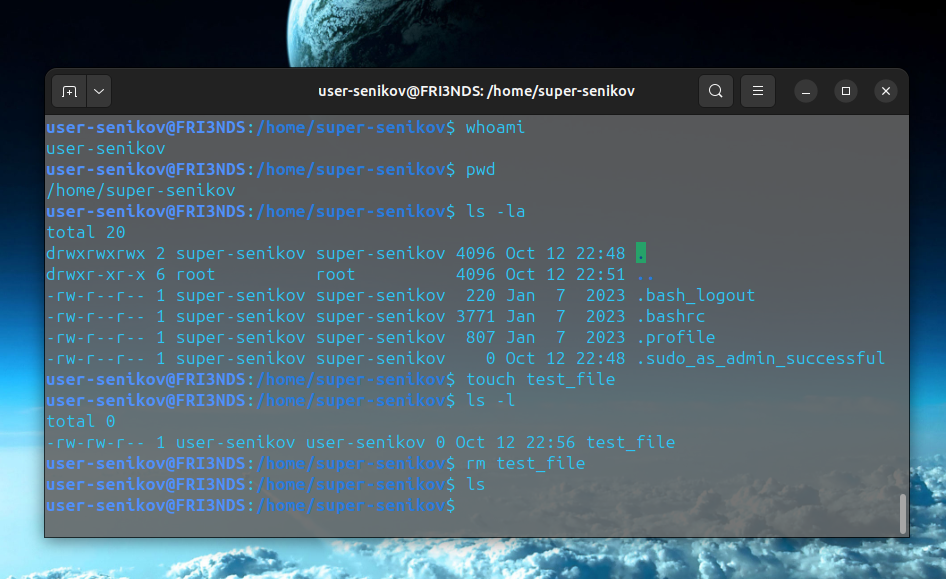 user-senikov@FRI3NDS: /home/super-senikov
user-senikov@FRI3NDS:/home/super-senikov$ whoami
user-senikov
user-senikov@FRI3NDS:/home/super-senikov$ pwd
/home/super-senikov
user-senikov@FRI3NDS:/home/super-senikov$ ls -la
total 20
drwxrwxrwx 2 super-senikov super-senikov 4096 Oct 12 22:48 .
drwxr-xr-x 6 root          root          4096 Oct 12 22:51 ..
-rw-r--r-- 1 super-senikov super-senikov  220 Jan  7  2023 .bash_logout
-rw-r--r-- 1 super-senikov super-senikov 3771 Jan  7  2023 .bashrc
-rw-r--r-- 1 super-senikov super-senikov  807 Jan  7  2023 .profile
-rw-r--r-- 1 super-senikov super-senikov    0 Oct 12 22:48 .sudo_as_admin_successful
user-senikov@FRI3NDS:/home/super-senikov$ touch test_file
user-senikov@FRI3NDS:/home/super-senikov$ ls -l
total 0
-rw-rw-r-- 1 user-senikov user-senikov 0 Oct 12 22:56 test_file
user-senikov@FRI3NDS:/home/super-senikov$ rm test_file
user-senikov@FRI3NDS:/home/super-senikov$ ls
user-senikov@FRI3NDS:/home/super-senikov$